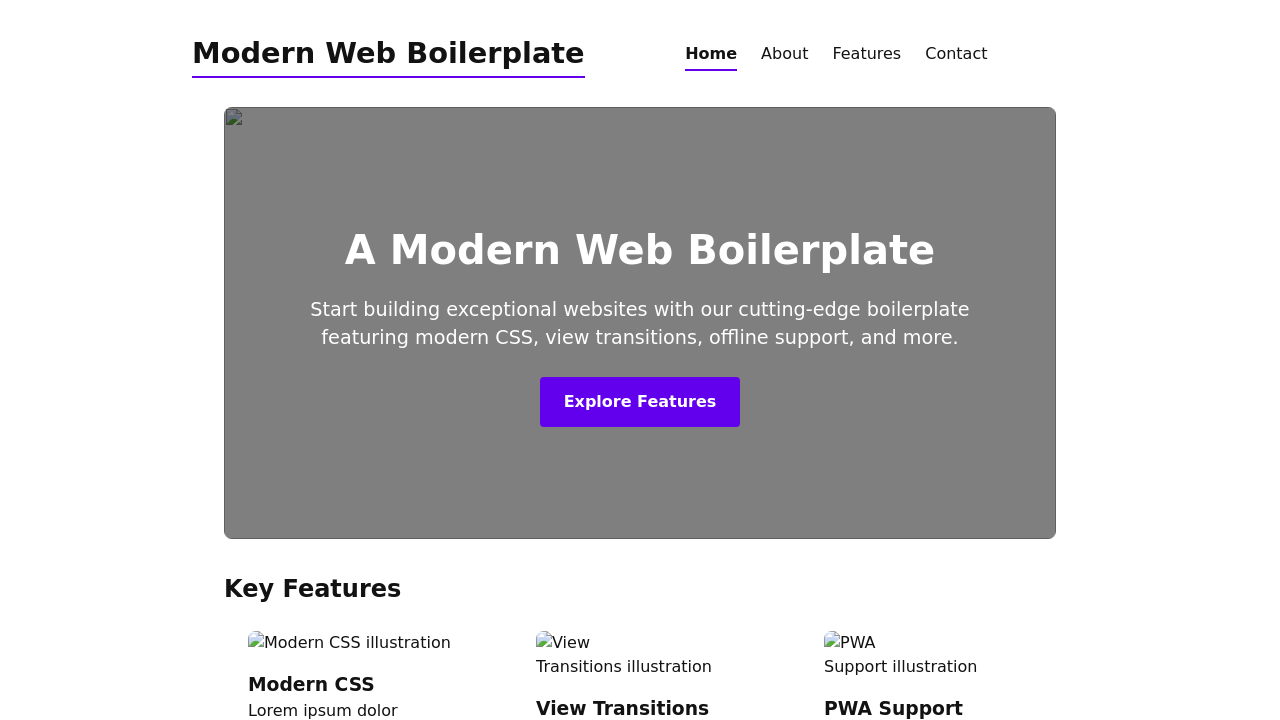 Modern Web Boilerplate
Home About Features Contact
A Modern Web Boilerplate
Start building exceptional websites with our cutting-edge boilerplate
featuring modern CSS, view transitions, offline support, and more.
Explore Features
Key Features
Modern CSS illustration
Modern CSS
Lorem ipsum dolor
View
Transitions illustration
View Transitions
PWA
Support illustration
PWA Support